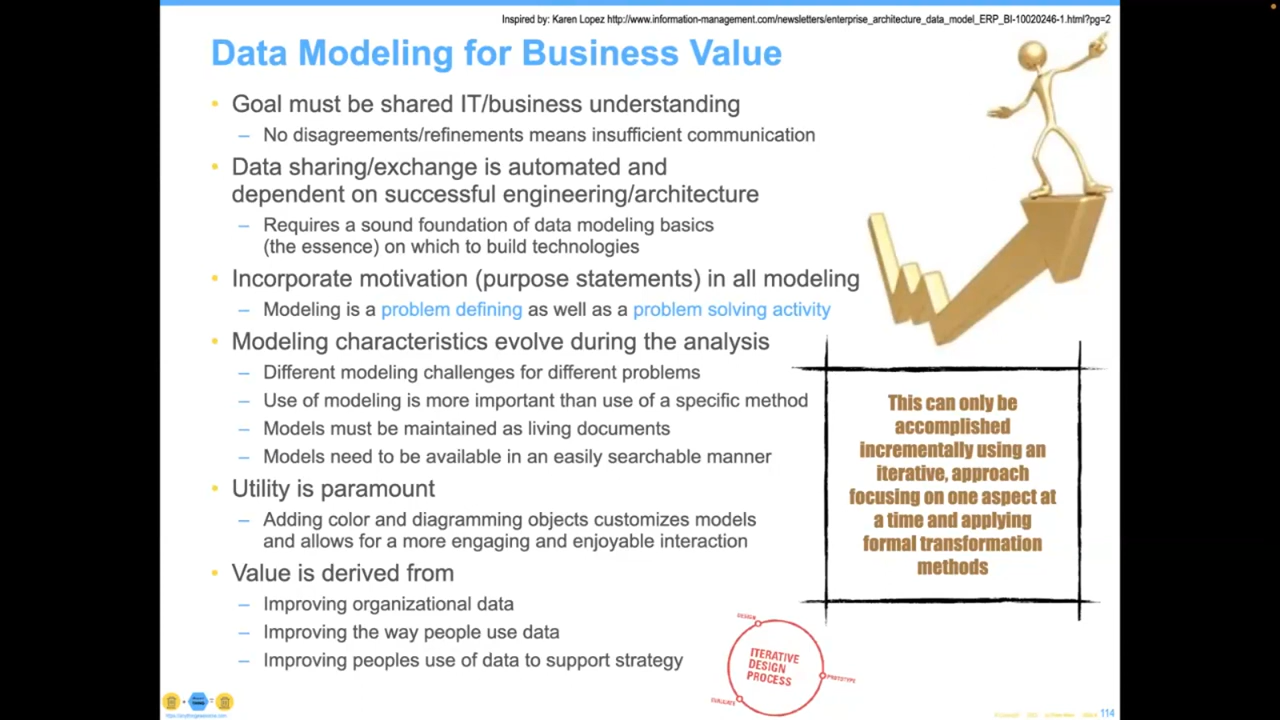 Inspired by: Karen Lopez http://www.information-management.com/newsletters/enterprise_architecture_data_model_ERP_BI-10020246-1.html?pg=2
Data Modeling for Business Value
• Goal must be shared IT/business understanding
– No disagreements/refinements means insufficient communication
• Data sharing/exchange is automated and
dependent on successful engineering/architecture
– Requires a sound foundation of data modeling basics
(the essence) on which to build technologies
• Incorporate motivation (purpose statements) in all modeling
– Modeling is a problem defining as well as a problem solving activity
• Modeling characteristics evolve during the analysis
– Different modeling challenges for different problems
– Use of modeling is more important than use of a specific method
– Models must be maintained as living documents
– Models need to be available in an easily searchable manner
• Utility is paramount
– Adding color and diagramming objects customizes models
and allows for a more engaging and enjoyable interaction
• Value is derived from
– Improving organizational data
– Improving the way people use data
– Improving peoples use of data to support strategy
This can only be
accomplished
incrementally using an
iterative, approach
focusing on one aspect at
a time and applying
formal transformation
methods
DESIGN
ITERATIVE
DESIGN
PROCESS
PROTOTYPE
EVALUATE
114